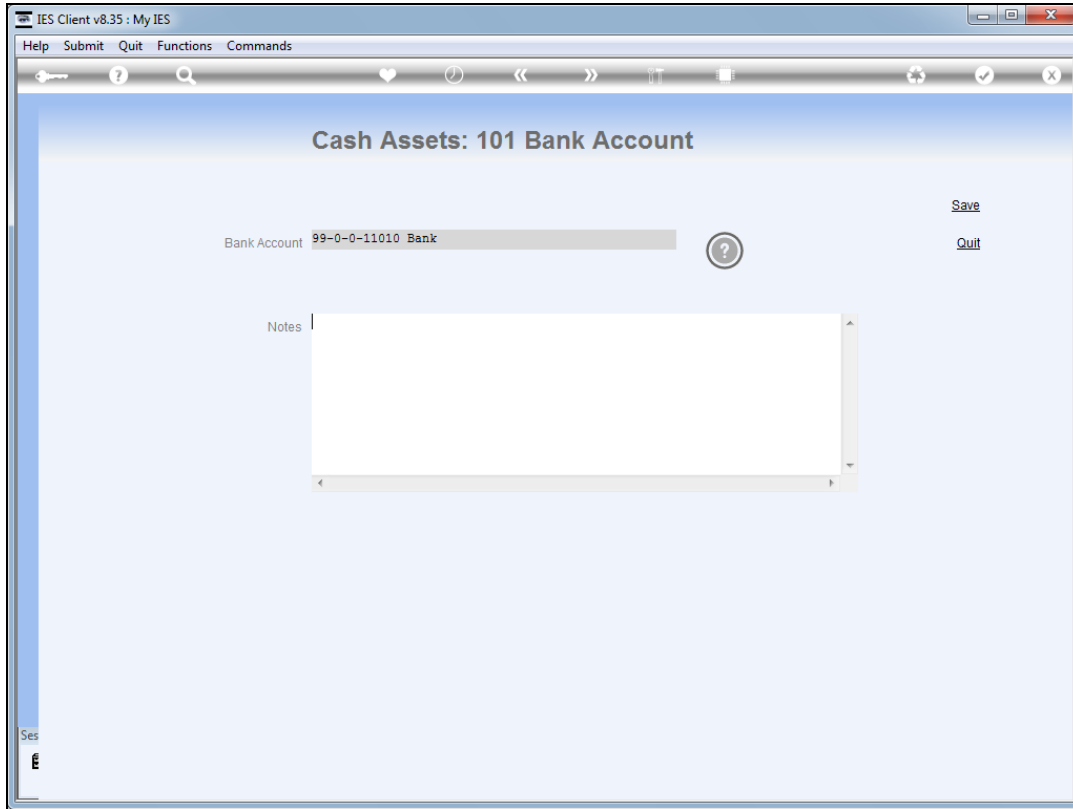 IES Client v8.35 : My IES
Help Submit Quit Functions Commands
Cash Assets: 101 Bank Account
Save
Bank Account 99-0-0-11010 Bank
Quit
Notes
Ses